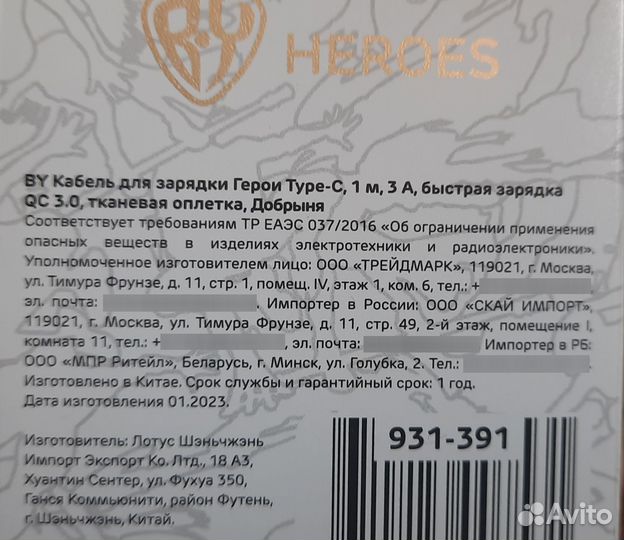 BY
HEROES
BY Кабель для зарядки Герои Type-C, 1 м, 3 А, быстрая зарядка
QC 3.0, тканевая оплетка, Добрыня
Соответствует требованиям ТР ЕАЭС 037/2016 «Об ограничении применения
опасных веществ в изделиях электротехники и радиоэлектроники».
Уполномоченное изготовителем лицо: ООО «ТРЕЙДМАРК», 119021, г. Москва,
ул. Тимура Фрунзе, д. 11, стр. 1, помещ. IV, этаж 1, ком. 6, тел.: +
эл. почта: . Импортер в России: ООО «СКАЙ ИМПОРТ»,
119021, г. Москва, ул. Тимура Фрунзе, д. 11, стр. 49, 2-й этаж, помещение I,
комната 11, тел.: + , эл. почта: Импортер в РБ:
ООО «МПР Ритейл», Беларусь, г. Минск, ул. Голубка, 2. Тел.:
Изготовлено в Китае. Срок службы и гарантийный срок: 1 год.
Дата изготовления 01.2023.
Изготовитель: Лотус Шэньчжэнь
Импорт Экспорт Ко. Лтд., 18 А3,
Хуантин Сентер, ул. Фухуа 350,
Ганся Коммьюнити, район Футень,
г. Шэньчжэнь, Китай.
931-391
Avito